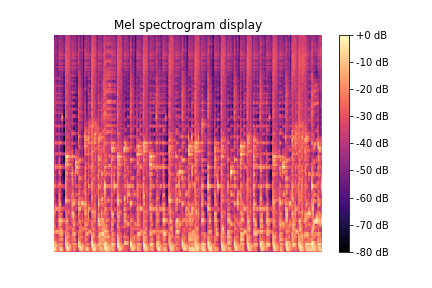 Mel spectrogram display
+0 dB
-10 dB
-20 dB
-30 dB
-40 dB
-50 dB
-60 dB
-70 dB
-80 dB